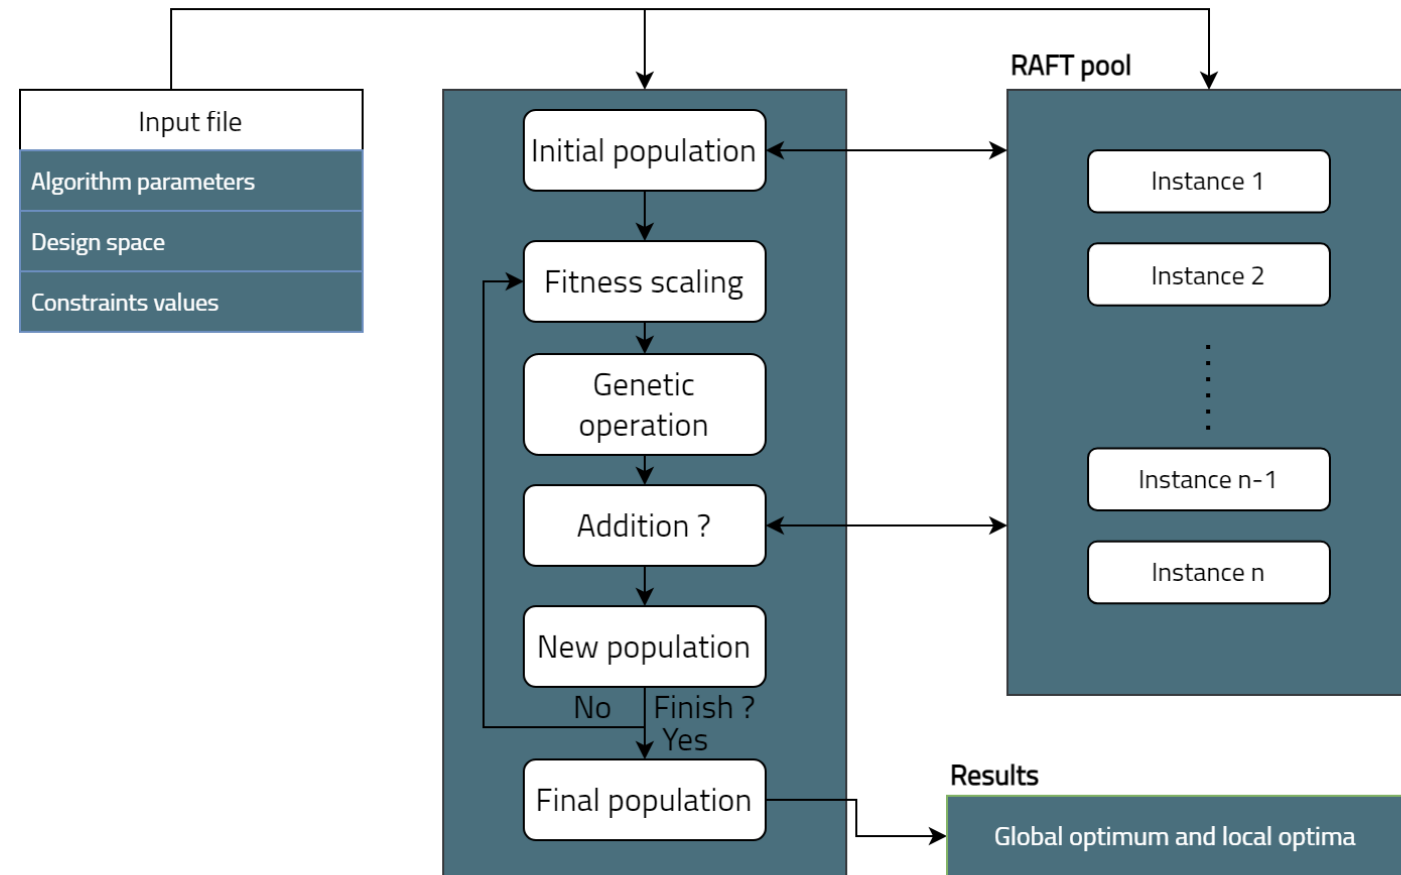 Input file
Algorithm parameters
Design space
Constraints values
Initial population
Fitness scaling
Genetic
operation
Addition ?
New population
No
Finish ?
Yes
Final population
RAFT pool
Instance 1
Instance 2
Instance n-1
Instance n
Results
Global optimum and local optima